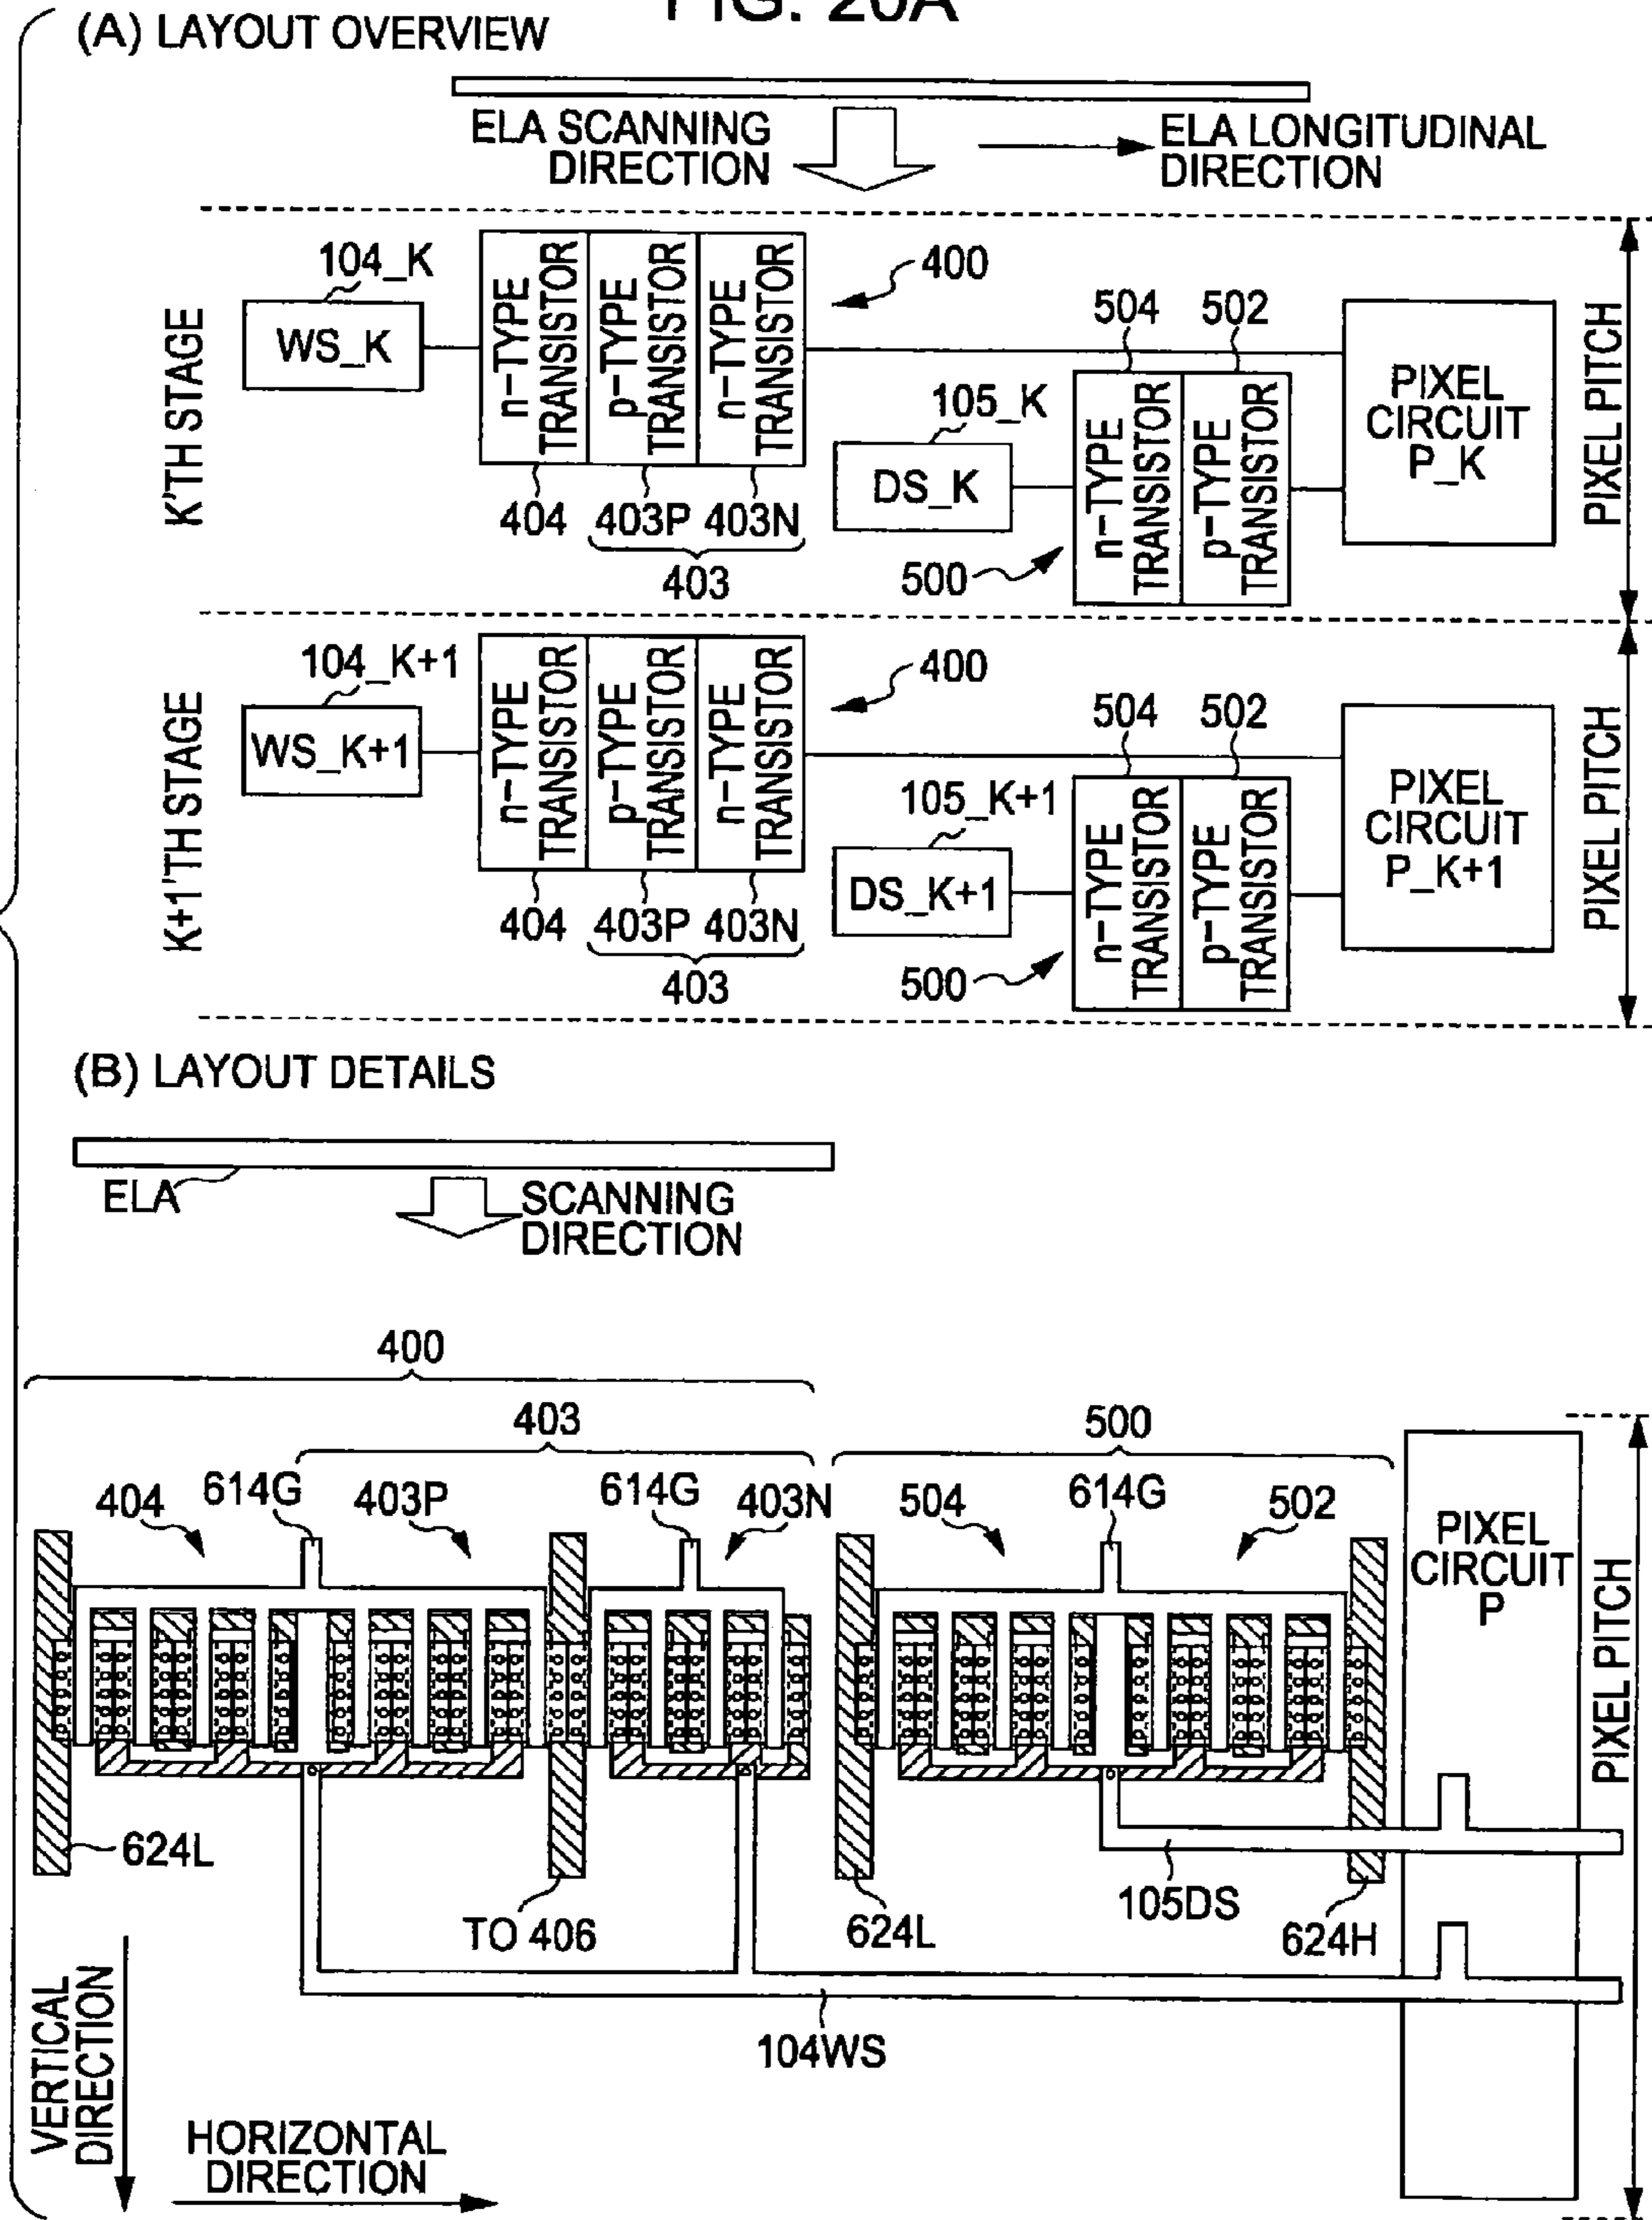 FIG. 20A
(A) LAYOUT OVERVIEW
ELA SCANNING
DIRECTION
ELA LONGITUDINAL
DIRECTION
K'TH STAGE
104_K
WS_K
n-TYPE
TRANSISTOR
p-TYPE
TRANSISTOR
n-TYPE
TRANSISTOR
400
404
403P
403N
403
105_K
DS_K
504
502
n-TYPE
TRANSISTOR
p-TYPE
TRANSISTOR
500
PIXEL
CIRCUIT
P_K
PIXEL PITCH
K+1'TH STAGE
104_K+1
WS_K+1
n-TYPE
TRANSISTOR
p-TYPE
TRANSISTOR
n-TYPE
TRANSISTOR
400
404
403P
403N
403
105_K+1
DS_K+1
504
502
n-TYPE
TRANSISTOR
p-TYPE
TRANSISTOR
500
PIXEL
CIRCUIT
P_K+1
PIXEL PITCH
(B) LAYOUT DETAILS
ELA
SCANNING
DIRECTION
400
403
500
404
614G
403P
614G
403N
504
614G
502
PIXEL
CIRCUIT
P
PIXEL PITCH
624L
TO 406
624L
105DS
624H
104WS
VERTICAL
DIRECTION
HORIZONTAL
DIRECTION